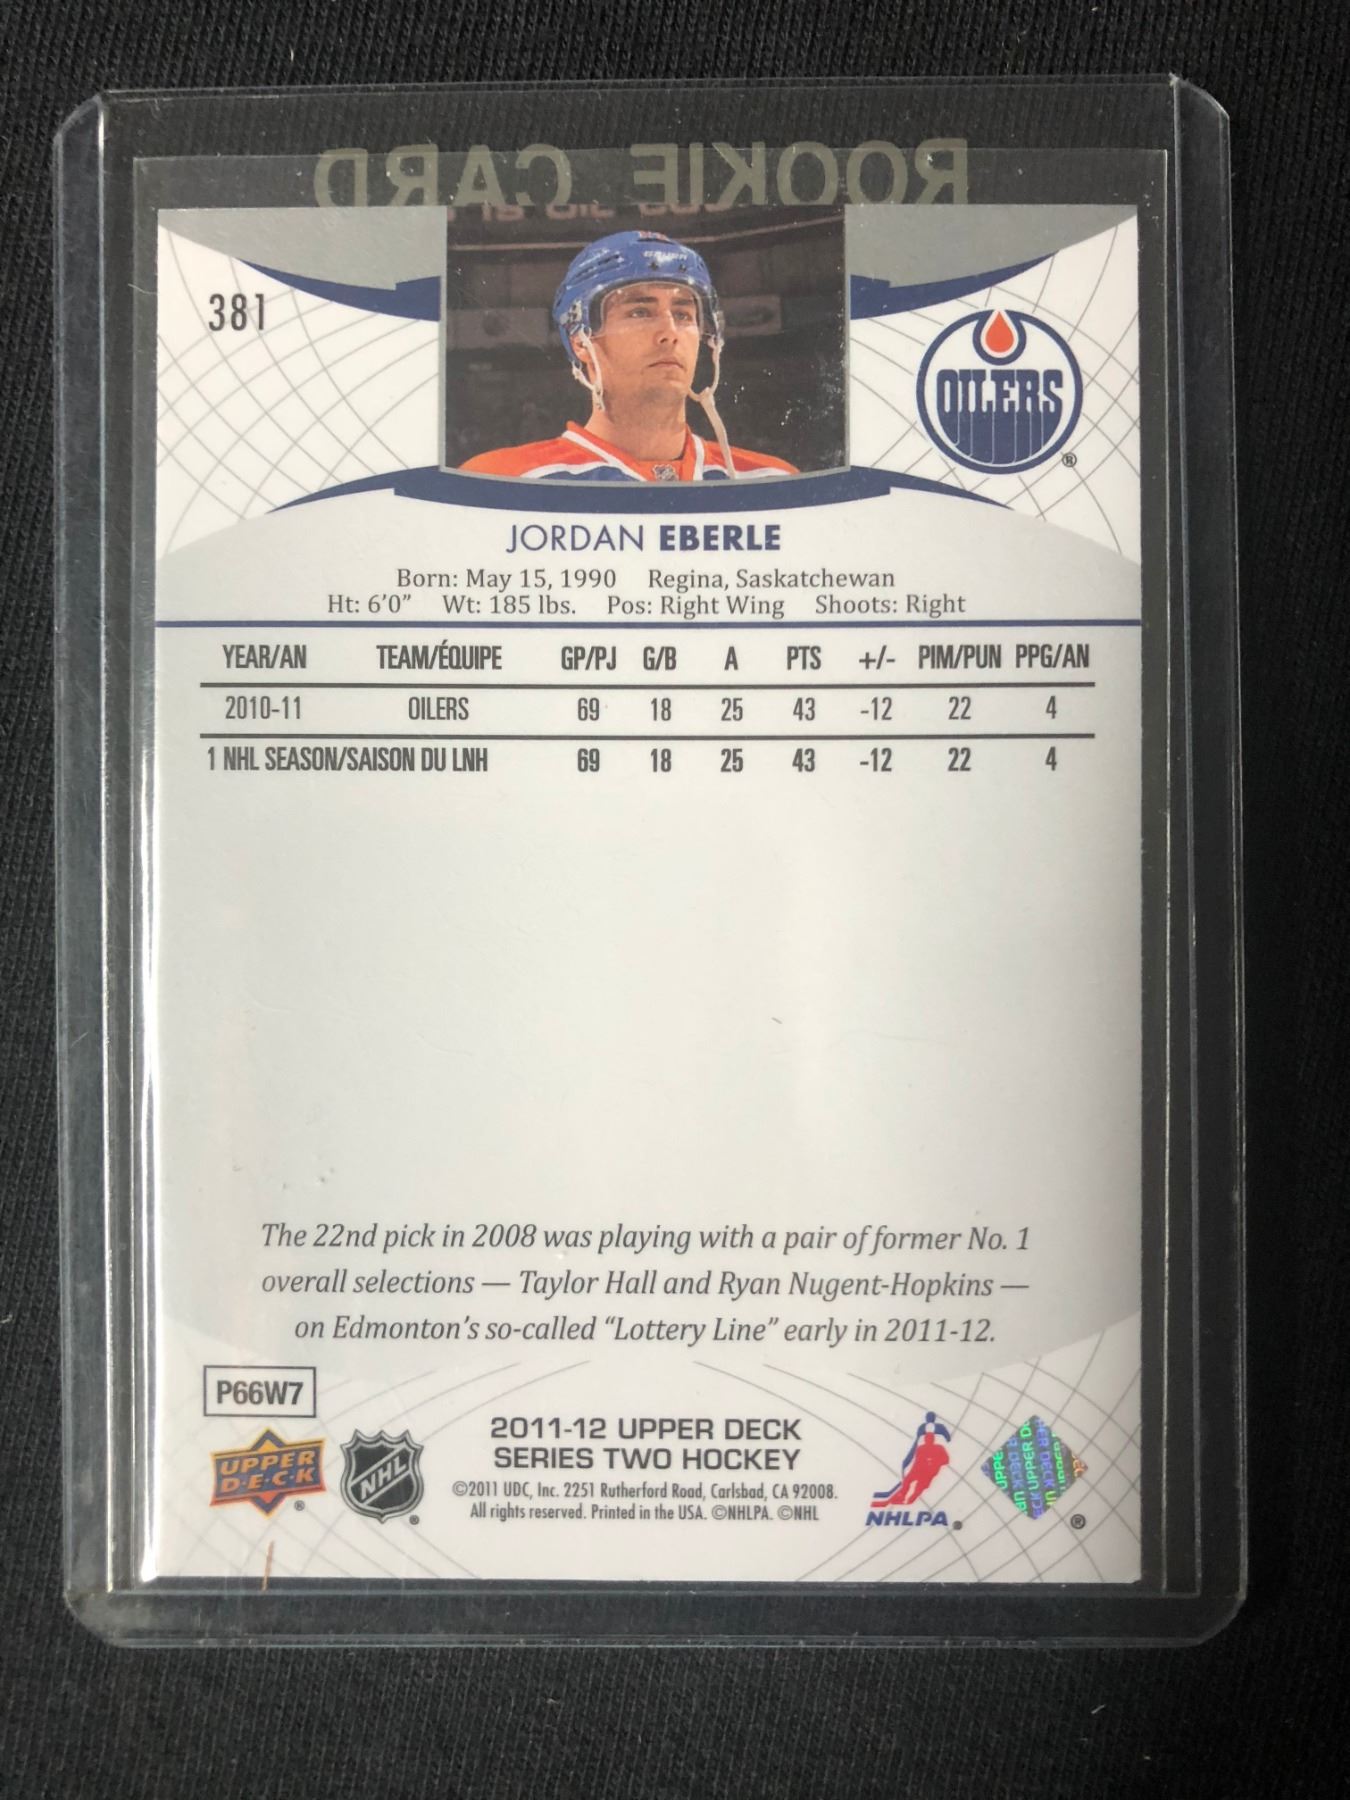 ROOKIE CARD
381
BAUER
OILERS
®
JORDAN EBERLE
Born: May 15, 1990 Regina, Saskatchewan
Ht: 6'0" Wt: 185 lbs. Pos: Right Wing Shoots: Right
YEAR/AN TEAM/ÉQUIPE GP/PJ G/B A PTS +/- PIM/PUN PPG/AN
2010-11 OILERS 69 18 25 43 -12 22 4
1 NHL SEASON/SAISON DU LNH 69 18 25 43 -12 22 4
The 22nd pick in 2008 was playing with a pair of former No. 1
overall selections — Taylor Hall and Ryan Nugent-Hopkins —
on Edmonton's so-called "Lottery Line" early in 2011-12.
P66W7
UPPER
D·E·C·K
®
NHL
®
2011-12 UPPER DECK
SERIES TWO HOCKEY
©2011 UDC, Inc. 2251 Rutherford Road, Carlsbad, CA 92008.
All rights reserved. Printed in the USA. ©NHLPA. ©NHL
NHLPA®
UPPER DECK
®